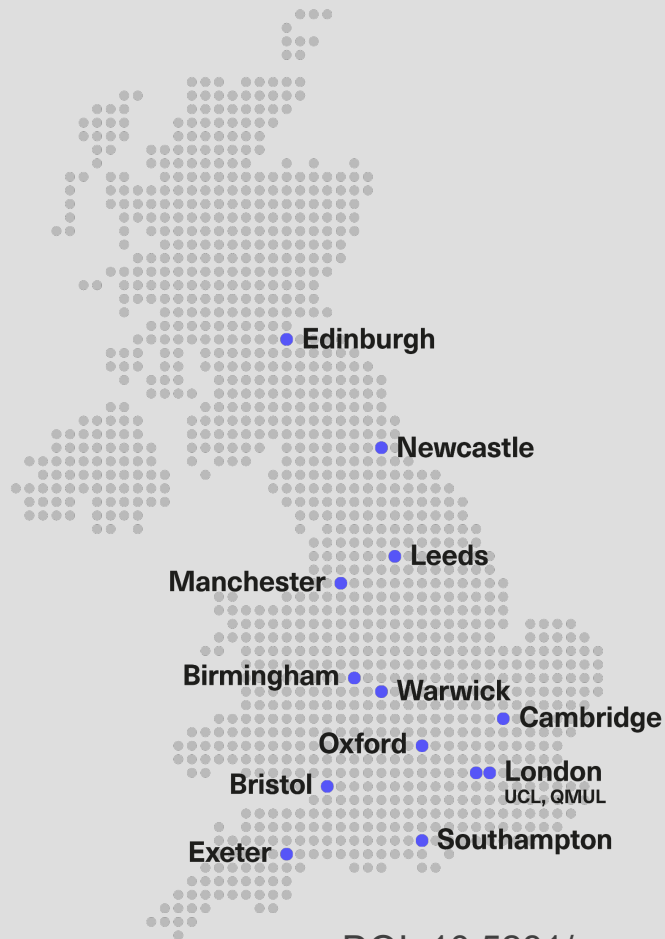 Edinburgh
Newcastle
Leeds
Manchester
Birmingham
Warwick
Cambridge
Oxford
London
UCL, QMUL
Bristol
Southampton
Exeter